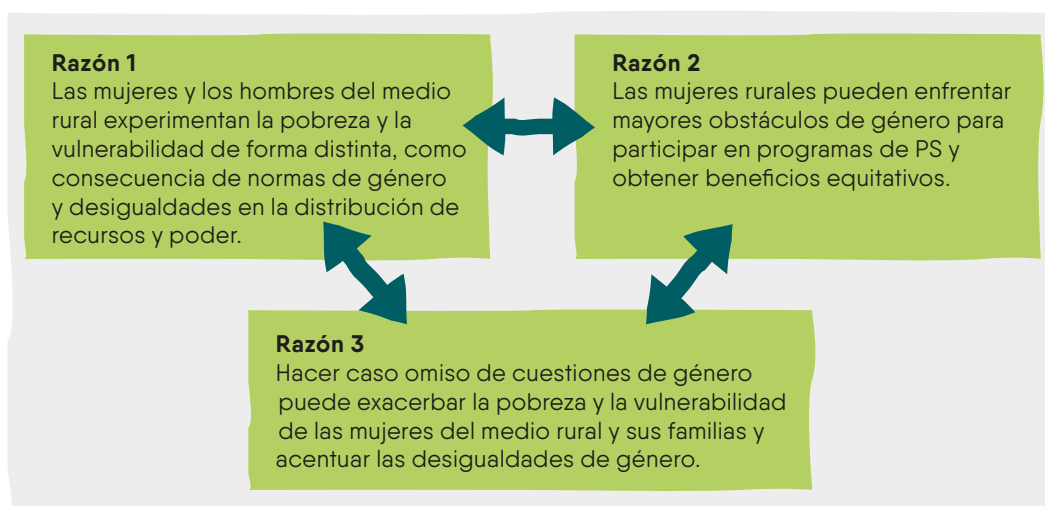 Razón 1
Las mujeres y los hombres del medio
rural experimentan la pobreza y la
vulnerabilidad de forma distinta, como
consecuencia de normas de género
y desigualdades en la distribución de
recursos y poder.
Razón 2
Las mujeres rurales pueden enfrentar
mayores obstáculos de género para
participar en programas de PS y
obtener beneficios equitativos.
Razón 3
Hacer caso omiso de cuestiones de género
puede exacerbar la pobreza y la vulnerabilidad
de las mujeres del medio rural y sus familias y
acentuar las desigualdades de género.